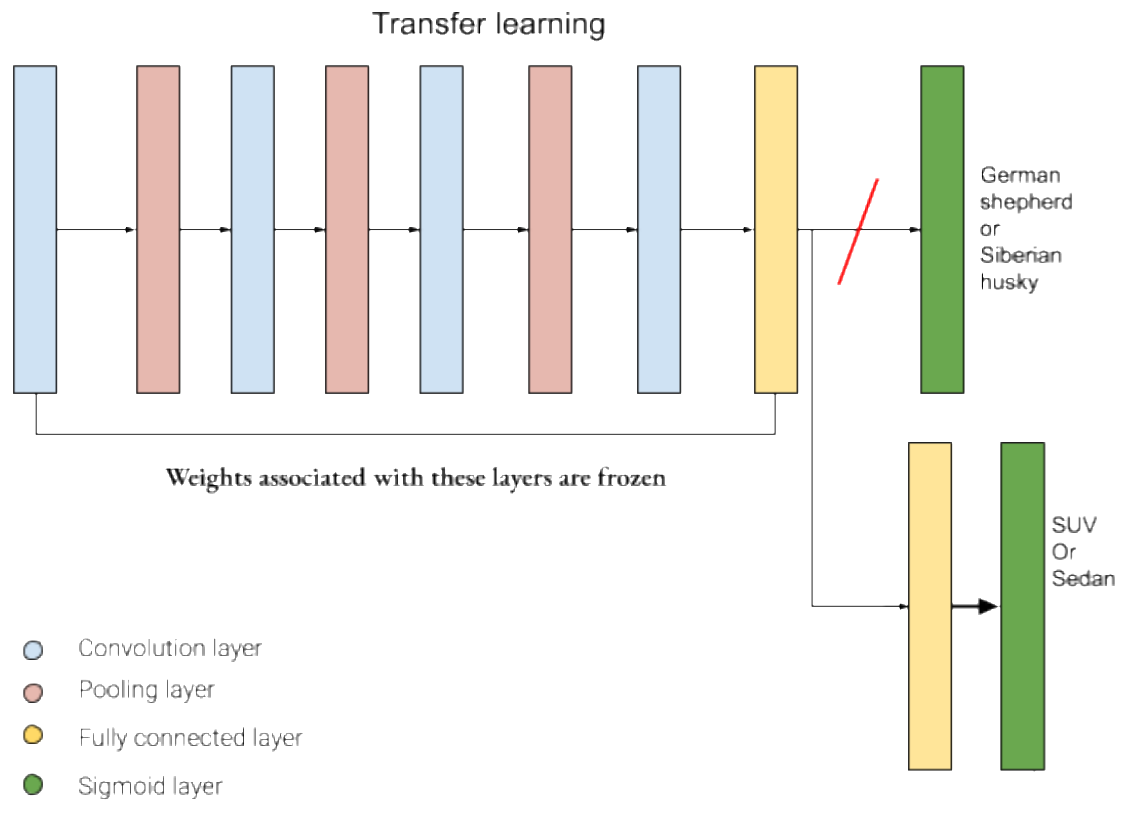 Transfer learning
German
shepherd
or
Siberian
husky
Weights associated with these layers are frozen
SUV
Or
Sedan
Convolution layer
Pooling layer
Fully connected layer
Sigmoid layer